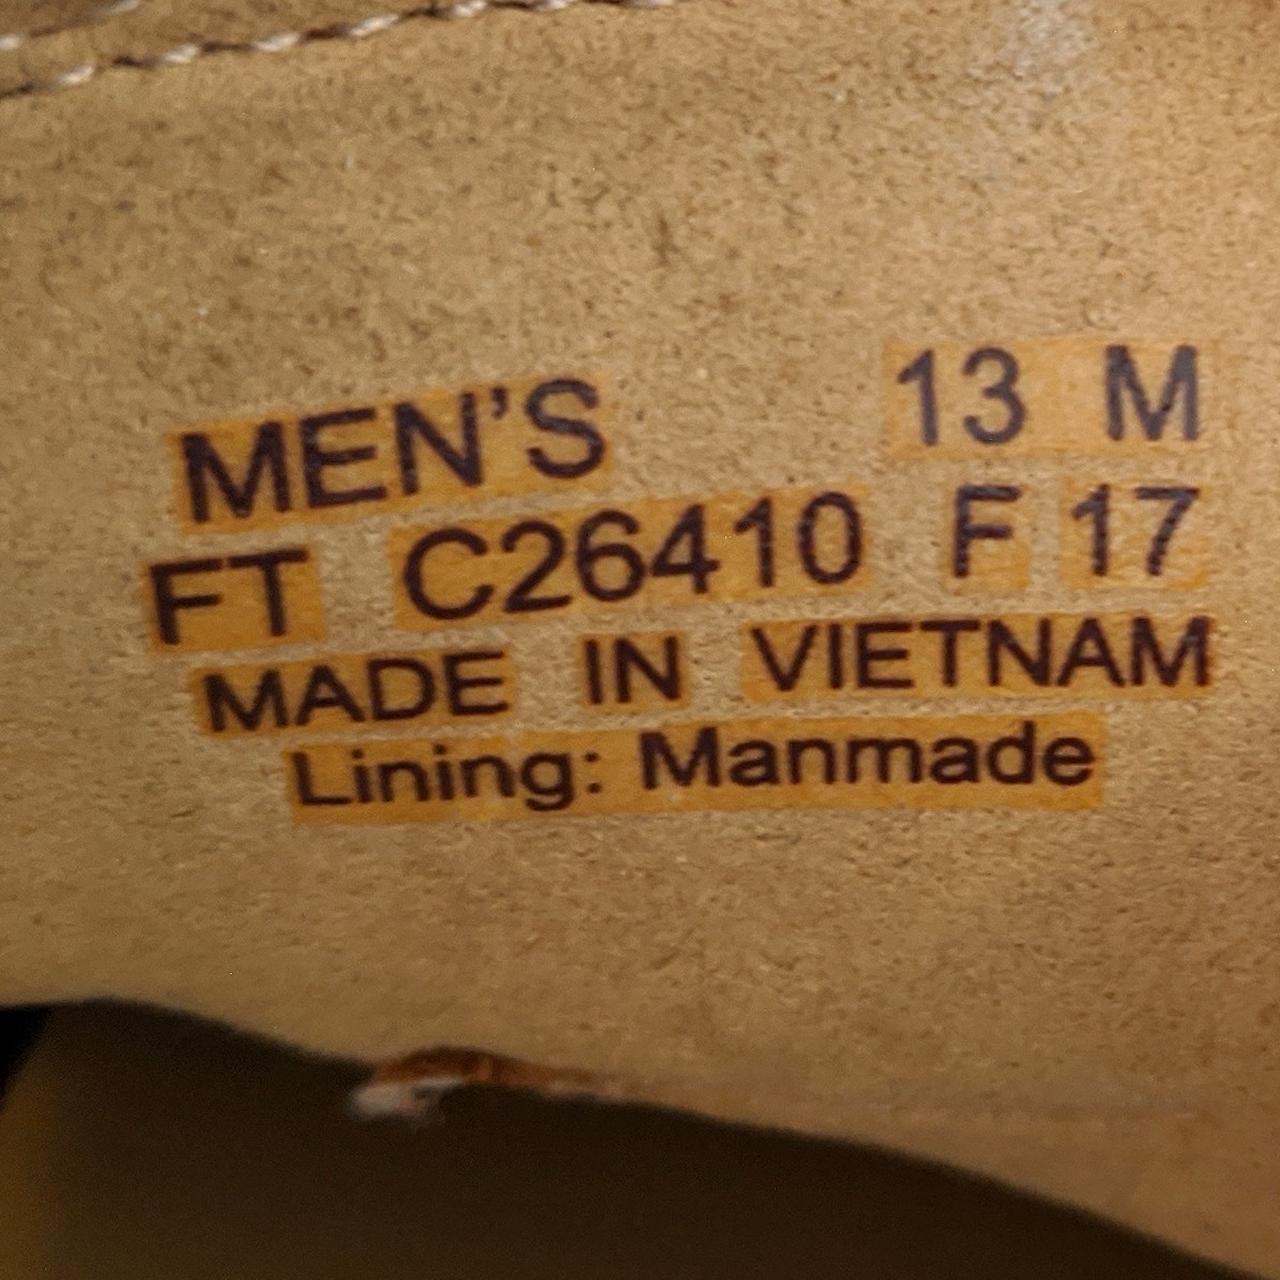 MEN'S 13 M
FT C26410 F 17
MADE IN VIETNAM
Lining: Manmade